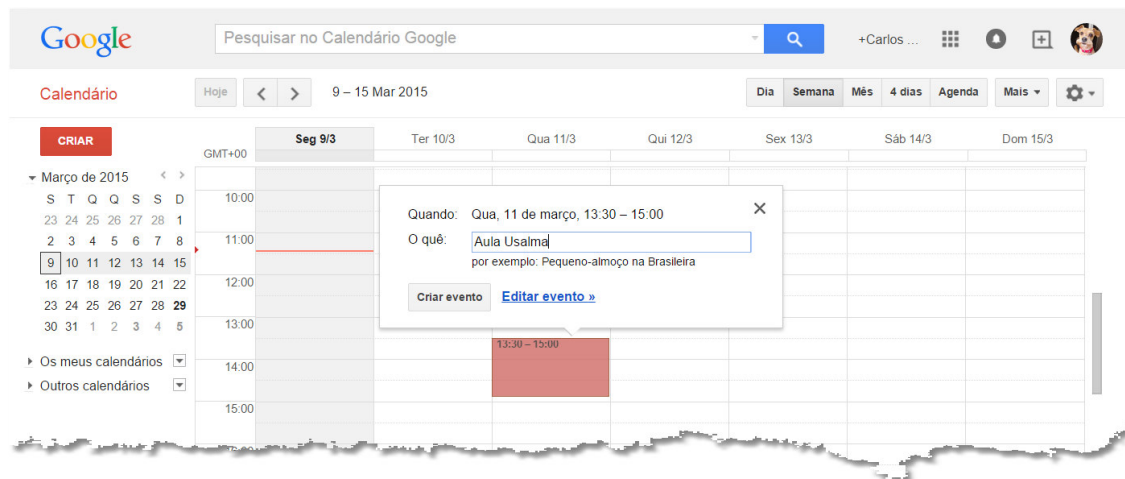 Google
Pesquisar no Calendário Google
+Carlos ...
Calendário
Hoje
9 – 15 Mar 2015
Dia Semana Mês 4 dias Agenda Mais
CRIAR
Seg 9/3 Ter 10/3 Qua 11/3 Qui 12/3 Sex 13/3 Sáb 14/3 Dom 15/3
GMT+00
Março de 2015
S T Q Q S S D
23 24 25 26 27 28 1
2 3 4 5 6 7 8
9 10 11 12 13 14 15
16 17 18 19 20 21 22
23 24 25 26 27 28 29
30 31 1 2 3 4 5
Os meus calendários
Outros calendários
10:00
11:00
12:00
13:00
14:00
15:00
Quando: Qua, 11 de março, 13:30 – 15:00
O quê: Aula Usalma
por exemplo: Pequeno-almoço na Brasileira
Criar evento Editar evento »
13:30 – 15:00